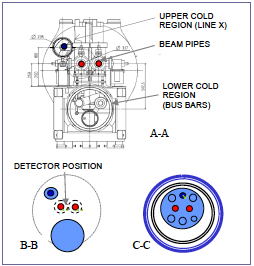 UPPER COLD
REGION (LINE X)
BEAM PIPES
LOWER COLD
REGION
(BUS BARS)
A-A
DETECTOR POSITION
B-B
C-C